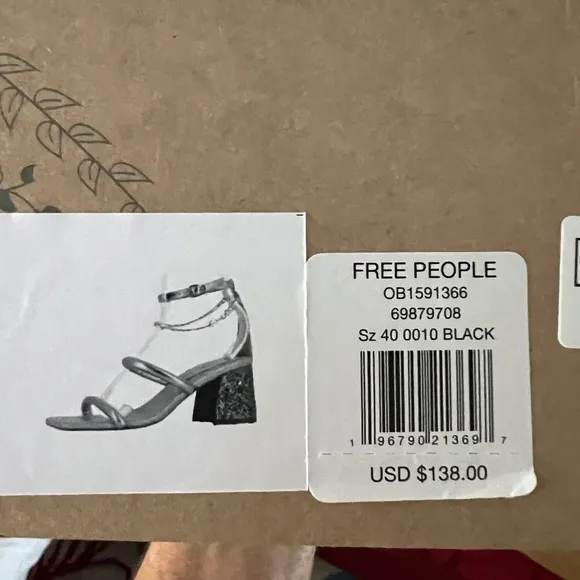 FREE PEOPLE
OB1591366
69879708
Sz 40 0010 BLACK
1 96790 21369 7
USD $138.00